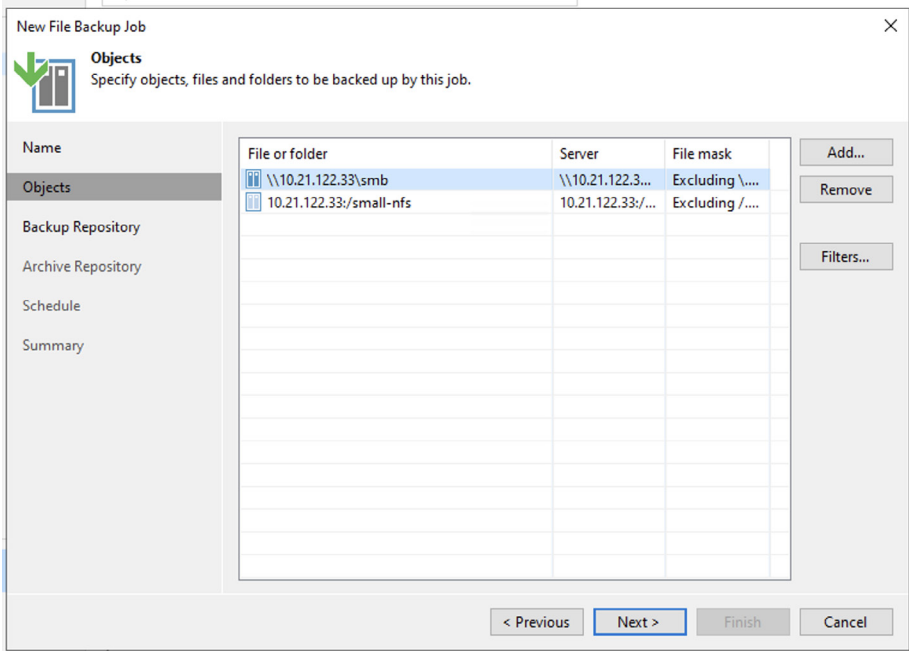 New File Backup Job
Objects
Specify objects, files and folders to be backed up by this job.
Name
Objects
Backup Repository
Archive Repository
Schedule
Summary
File or folder Server File mask
\\10.21.122.33\smb \\10.21.122.3... Excluding \....
10.21.122.33:/small-nfs 10.21.122.33:/... Excluding /....
Add...
Remove
Filters...
< Previous Next > Finish Cancel